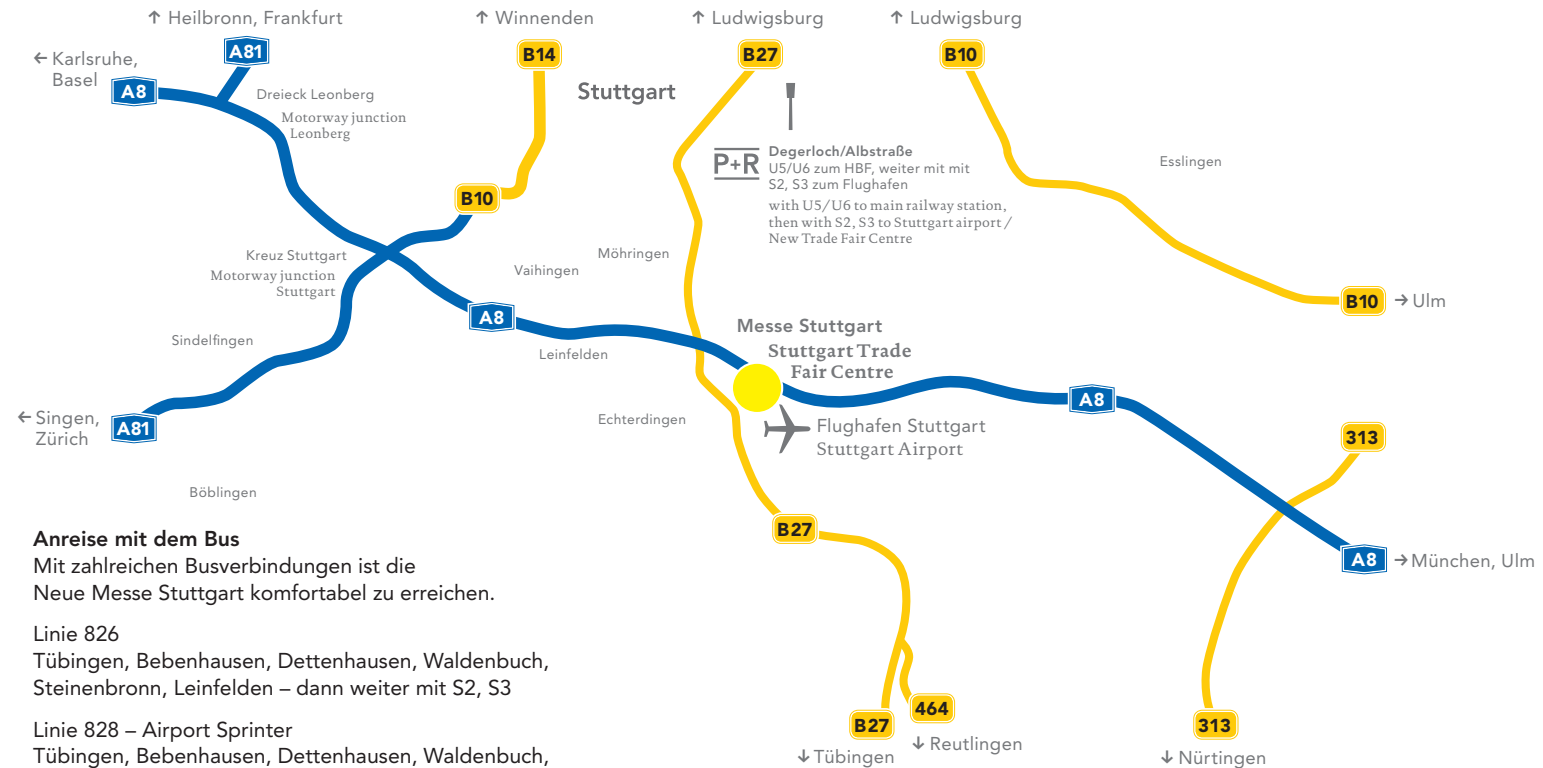 ↑ Heilbronn, Frankfurt
↑ Winnenden
↑ Ludwigsburg
↑ Ludwigsburg
← Karlsruhe,
Basel
A81
A8
B14
B27
B10
Stuttgart
Dreieck Leonberg
Motorway junction
Leonberg
P+R
Degerloch/Albstraße
U5/U6 zum HBF, weiter mit mit
S2, S3 zum Flughafen
with U5/U6 to main railway station,
then with S2, S3 to Stuttgart airport /
New Trade Fair Centre
Esslingen
B10
Kreuz Stuttgart
Motorway junction
Stuttgart
Möhringen
Vaihingen
B10
→ Ulm
A8
Sindelfingen
Leinfelden
Messe Stuttgart
Stuttgart Trade
Fair Centre
A8
← Singen,
Zürich
A81
Echterdingen
Flughafen Stuttgart
Stuttgart Airport
313
Böblingen
B27
A8
→ München, Ulm
Anreise mit dem Bus
Mit zahlreichen Busverbindungen ist die
Neue Messe Stuttgart komfortabel zu erreichen.
Linie 826
Tübingen, Bebenhausen, Dettenhausen, Waldenbuch,
Steinenbronn, Leinfelden – dann weiter mit S2, S3
Linie 828 – Airport Sprinter
Tübingen, Bebenhausen, Dettenhausen, Waldenbuch,
B27
464
313
↓ Tübingen
↓ Reutlingen
↓ Nürtingen